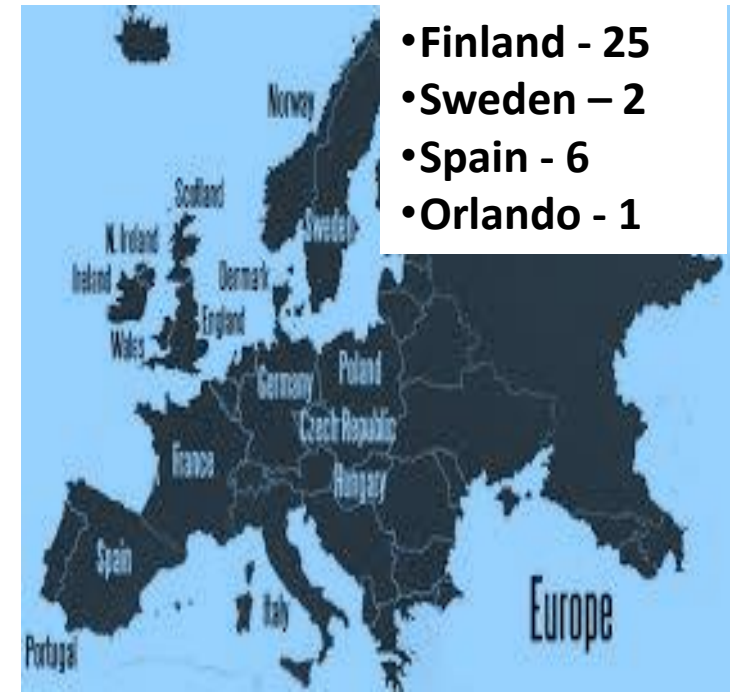 •Finland - 25
•Sweden – 2
•Spain - 6
•Orlando - 1
Norway
Scotland
Sweden
N. Ireland
Ireland
Denmark
England
Wales
Germany
Poland
Czech Republic
France
Hungary
Spain
Italy
Europe
Portugal